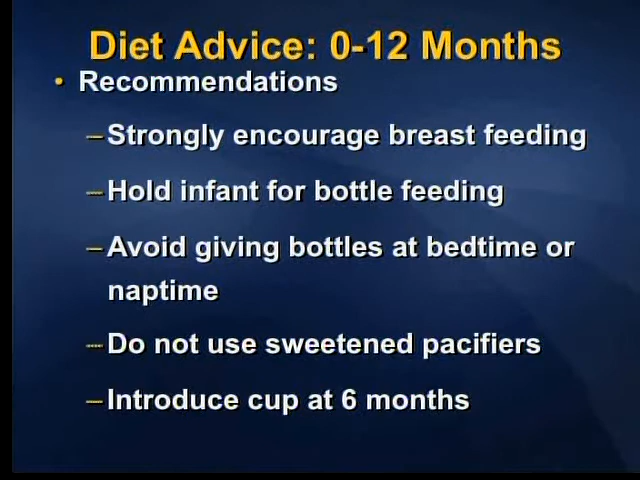 Diet Advice: 0-12 Months
• Recommendations
– Strongly encourage breast feeding
– Hold infant for bottle feeding
– Avoid giving bottles at bedtime or
naptime
– Do not use sweetened pacifiers
– Introduce cup at 6 months